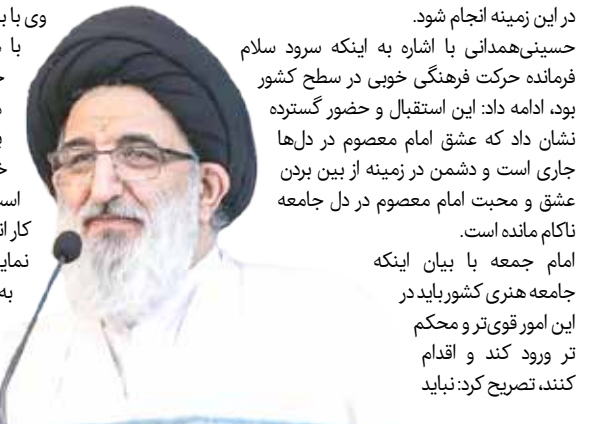 در این زمینه انجام شود.
حسینی‌همدانی با اشاره به اینکه سرود سلام
فرمانده حرکت فرهنگی خوبی در سطح کشور
بود، ادامه داد: این استقبال و حضور گسترده
نشان داد که عشق امام معصوم در دل‌ها
جاری است و دشمن در زمینه از بین بردن
عشق و محبت امام معصوم در دل جامعه
ناکام مانده است.
امام جمعه با بیان اینکه
جامعه هنری کشور باید در
این امور قوی‌تر و محکم
تر ورود کند و اقدام
کنند، تصریح کرد: نباید
وی با
با
کار
به